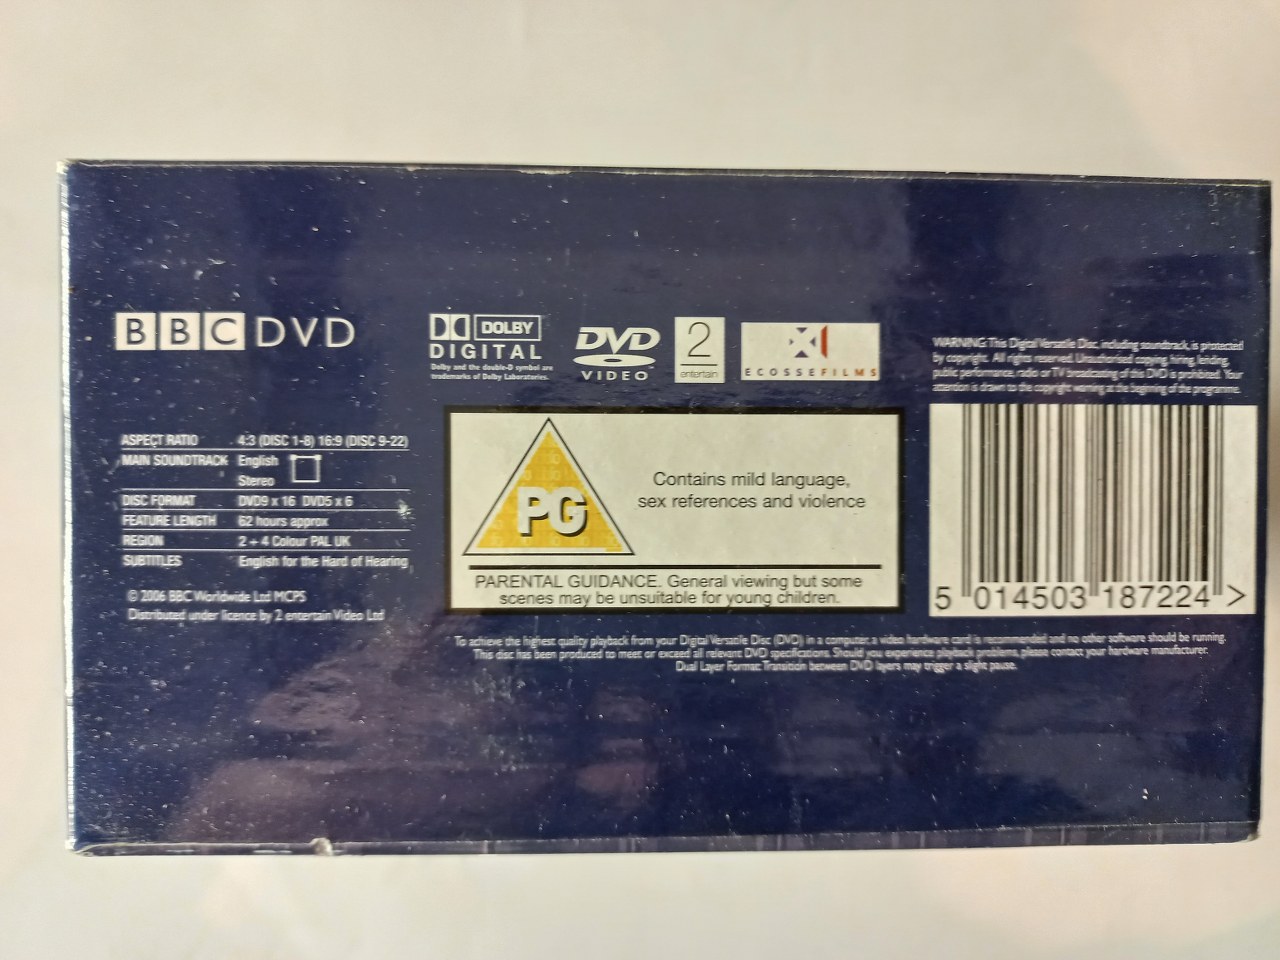 BBC DVD
DOLBY
DIGITAL
Dolby and the double-D symbol are
trademarks of Dolby Laboratories.
DVD
VIDEO
2
entertain
ECOSSEFILMS
WARNING This Digital Versatile Disc, including soundtrack, is protected
by copyright. All rights reserved. Unauthorised copying, hiring, lending,
public performance, radio or TV broadcasting of this DVD is prohibited. Your
attention is drawn to the copyright warning at the beginning of the programme.
ASPECT RATIO 4:3 (DISC 1-8) 16:9 (DISC 9-22)
MAIN SOUNDTRACK English
Stereo
DISC FORMAT DVD9 x 16 DVD5 x 6
FEATURE LENGTH 62 hours approx
REGION 2 + 4 Colour PAL UK
SUBTITLES English for the Hard of Hearing
© 2006 BBC Worldwide Ltd MCPS
Distributed under licence by 2 entertain Video Ltd
PG
Contains mild language,
sex references and violence
PARENTAL GUIDANCE. General viewing but some
scenes may be unsuitable for young children.
5 014503 187224 >
To achieve the highest quality playback from your Digital Versatile Disc (DVD) in a computer, a video hardware card is recommended and no other software should be running.
This disc has been produced to meet or exceed all relevant DVD specifications. Should you experience playback problems, please contact your hardware manufacturer.
Dual Layer Format. Transition between DVD layers may trigger a slight pause.